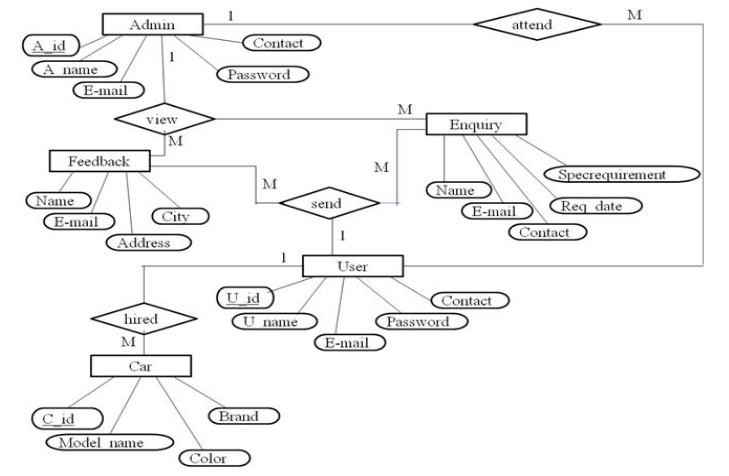 Admin
1
attend
M
A_id
Contact
A_name
1
Password
E-mail
view
M
Enquiry
M
Feedback
M
Specrequirement
M
Name
Name
send
Req_date
E-mail
City
E-mail
Contact
Address
1
1
User
U_id
Contact
hired
U_name
Password
M
E-mail
Car
C_id
Brand
Model_name
Color